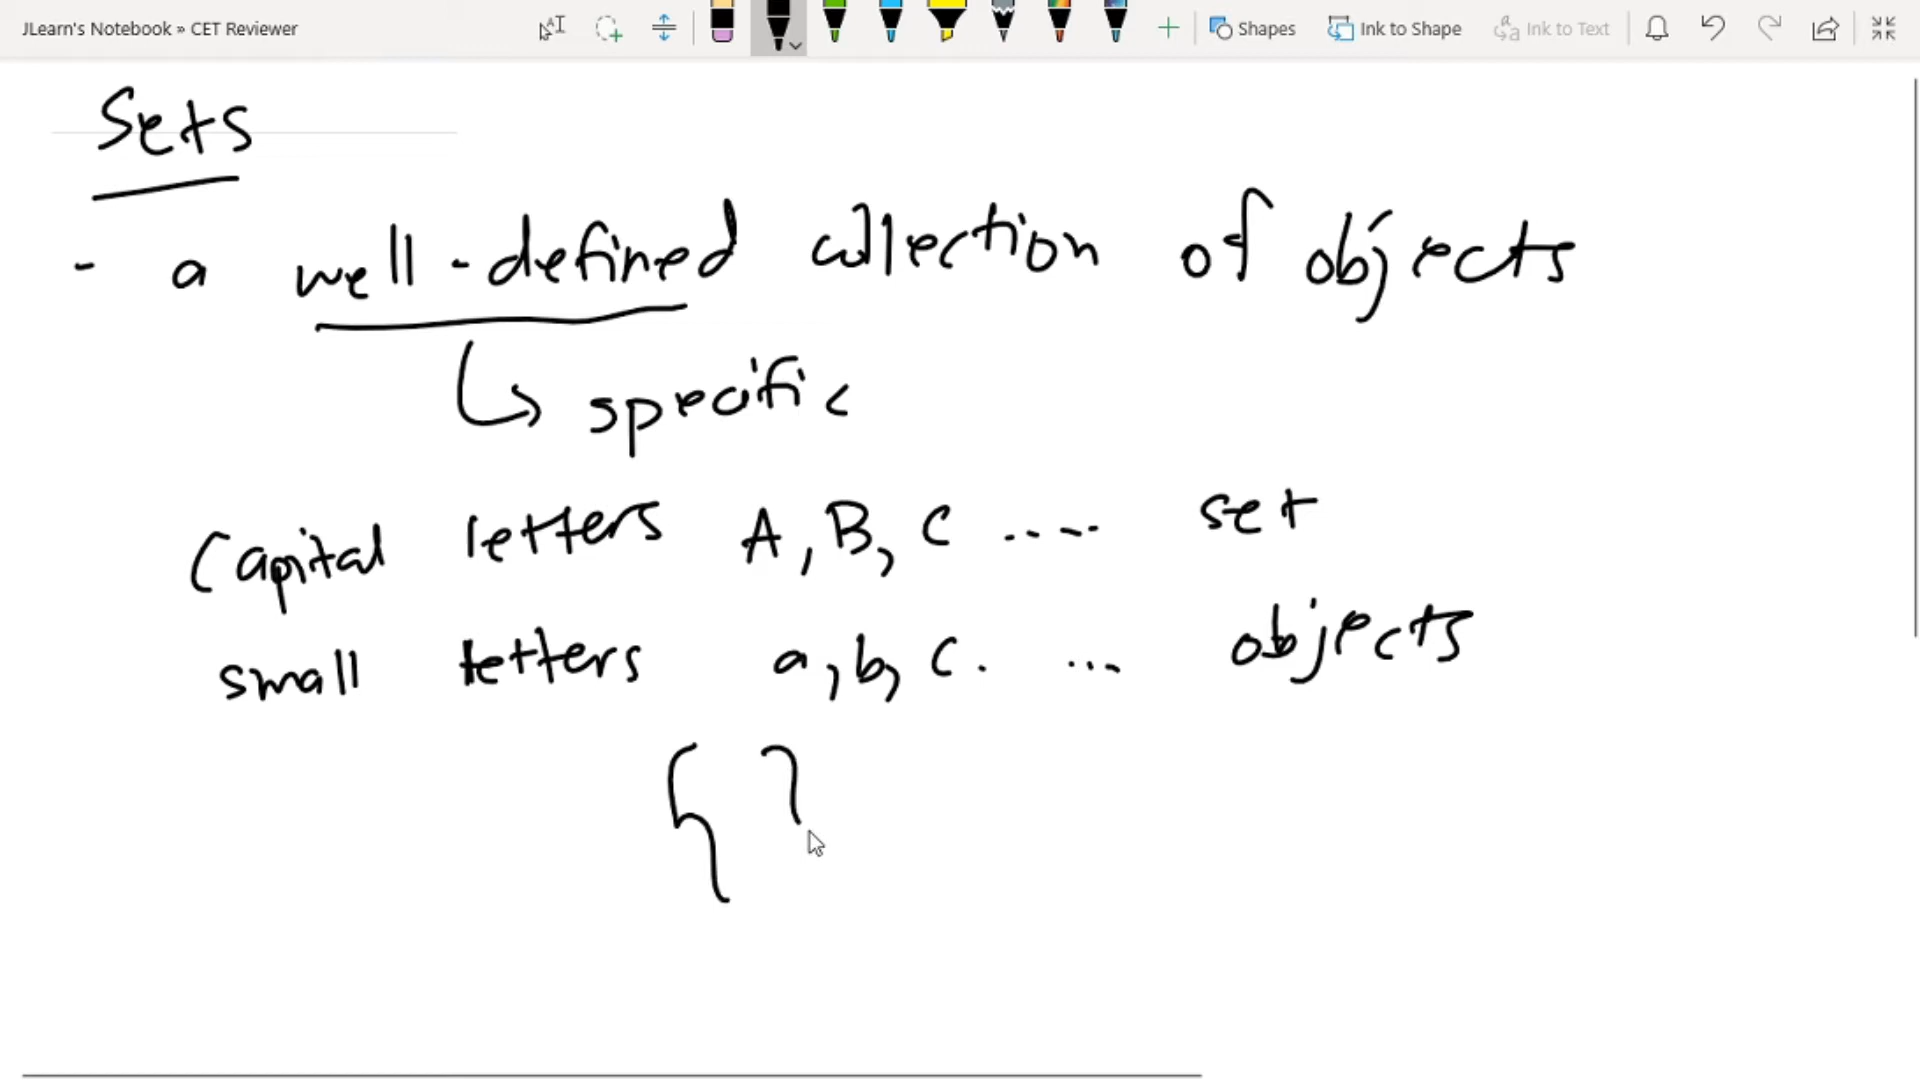 JLearn's Notebook » CET Reviewer
Shapes Ink to Shape Ink to Text
Sets
- a well-defined collection of objects
↳ specific
Capital letters A, B, C .... set
small letters a, b, c. ... objects
{